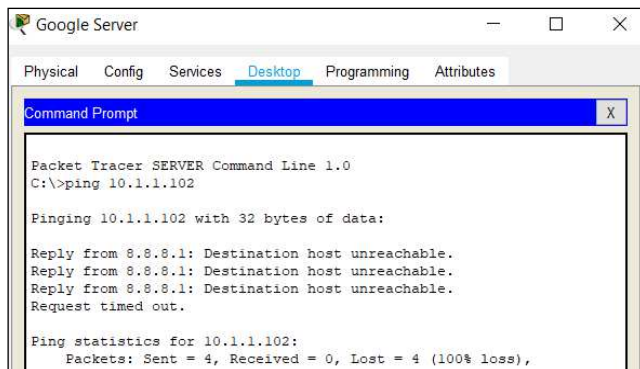 Google Server
Physical Config Services Desktop Programming Attributes
Command Prompt
X
Packet Tracer SERVER Command Line 1.0
C:\>ping 10.1.1.102
Pinging 10.1.1.102 with 32 bytes of data:
Reply from 8.8.8.1: Destination host unreachable.
Reply from 8.8.8.1: Destination host unreachable.
Reply from 8.8.8.1: Destination host unreachable.
Request timed out.
Ping statistics for 10.1.1.102:
Packets: Sent = 4, Received = 0, Lost = 4 (100% loss),